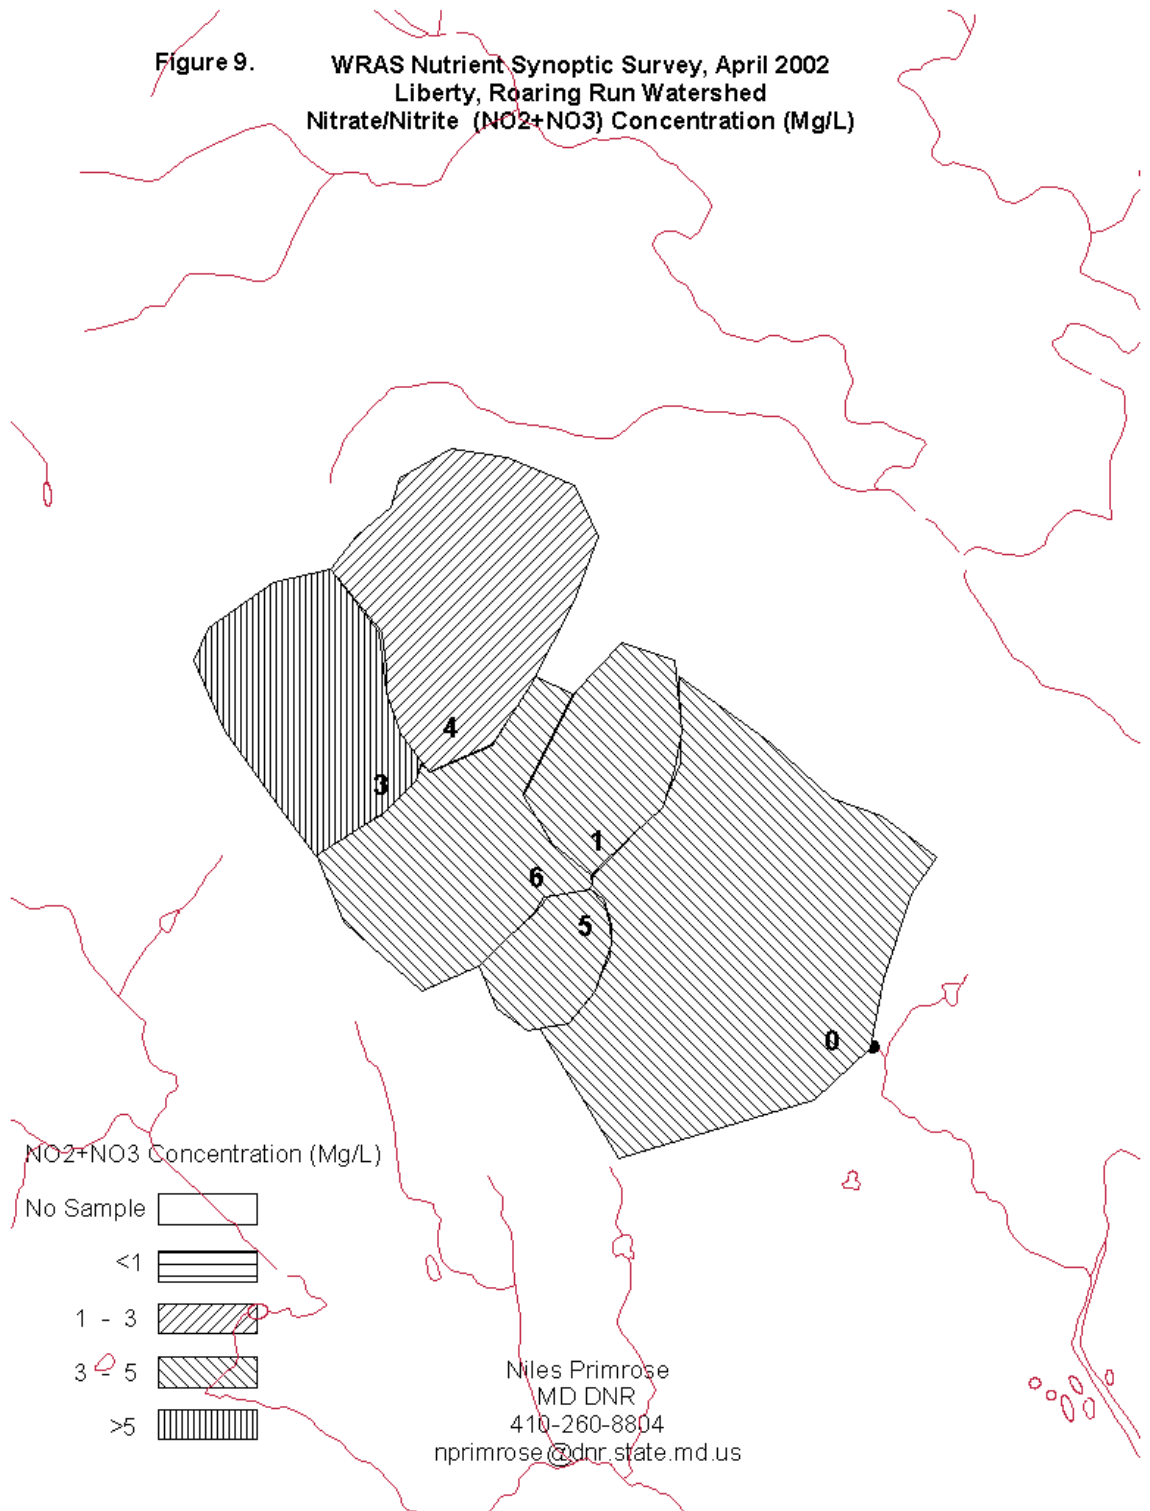 Figure 9.
WRAS Nutrient Synoptic Survey, April 2002
Liberty, Roaring Run Watershed
Nitrate/Nitrite (NO2+NO3) Concentration (Mg/L)
4
3
1
6
5
0
NO2+NO3 Concentration (Mg/L)
No Sample
<1
1 - 3
3 - 5
>5
Niles Primrose
MD DNR
410-260-8804
nprimrose@dnr.state.md.us